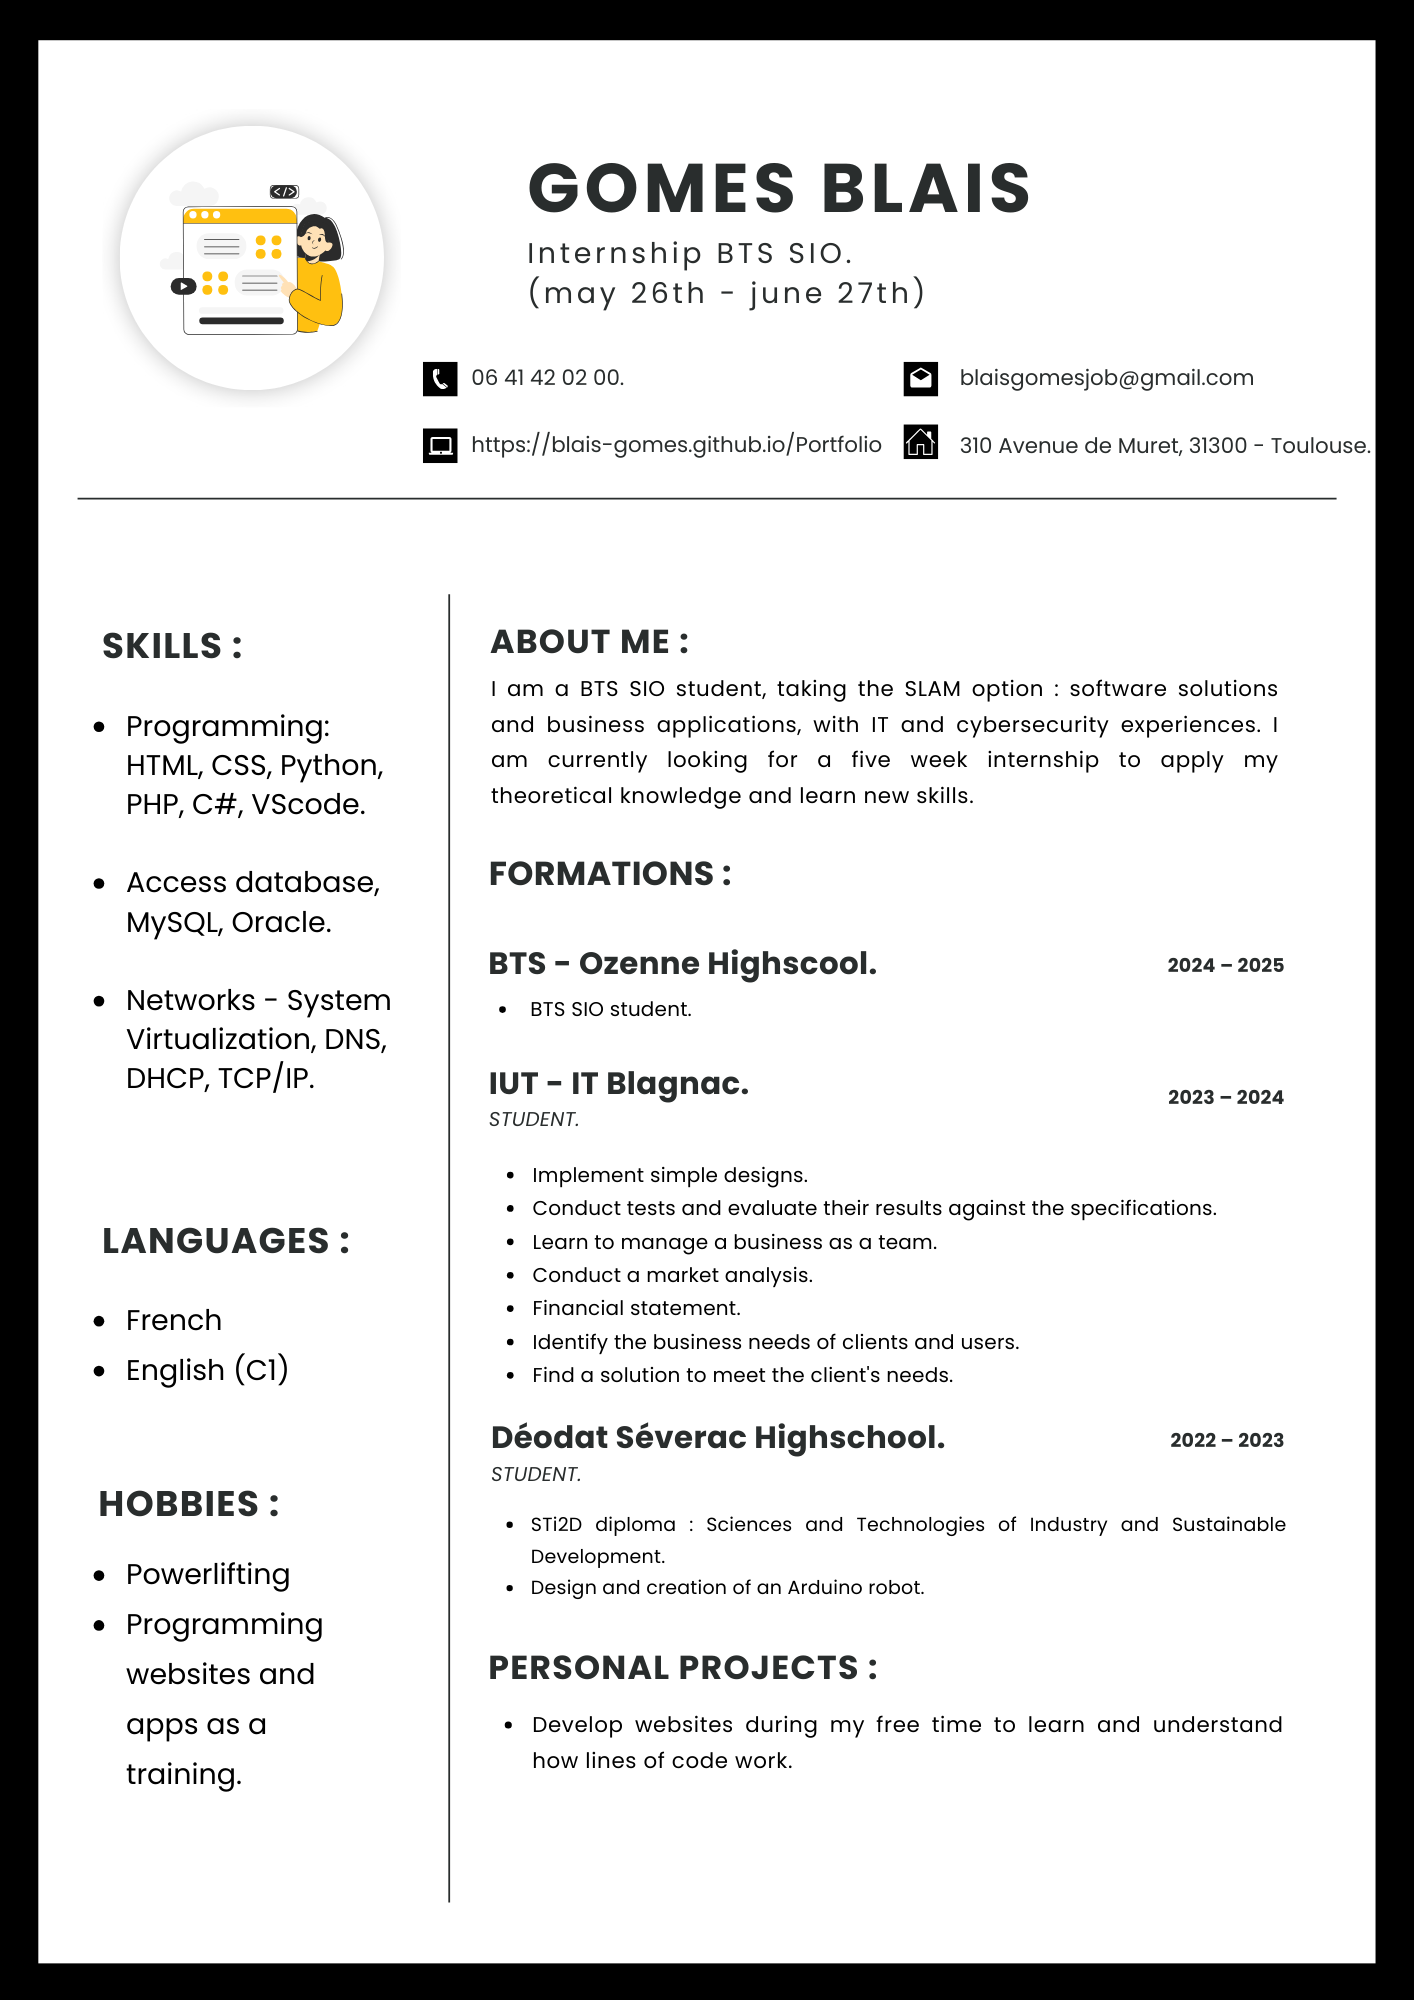 </>
GOMES BLAIS
Internship BTS SIO.
(may 26th - june 27th)
06 41 42 02 00.
blaisgomesjob@gmail.com
https://blais-gomes.github.io/Portfolio
310 Avenue de Muret, 31300 - Toulouse.
SKILLS :
• Programming:
HTML, CSS, Python,
PHP, C#, VScode.
• Access database,
MySQL, Oracle.
• Networks - System
Virtualization, DNS,
DHCP, TCP/IP.
LANGUAGES :
• French
• English (C1)
HOBBIES :
• Powerlifting
• Programming
websites and
apps as a
training.
ABOUT ME :
I am a BTS SIO student, taking the SLAM option : software solutions
and business applications, with IT and cybersecurity experiences. I
am currently looking for a five week internship to apply my
theoretical knowledge and learn new skills.
FORMATIONS :
BTS - Ozenne Highscool.
2024 – 2025
• BTS SIO student.
IUT - IT Blagnac.
2023 – 2024
STUDENT.
• Implement simple designs.
• Conduct tests and evaluate their results against the specifications.
• Learn to manage a business as a team.
• Conduct a market analysis.
• Financial statement.
• Identify the business needs of clients and users.
• Find a solution to meet the client's needs.
Déodat Séverac Highschool.
2022 – 2023
STUDENT.
• STi2D diploma : Sciences and Technologies of Industry and Sustainable
Development.
• Design and creation of an Arduino robot.
PERSONAL PROJECTS :
• Develop websites during my free time to learn and understand
how lines of code work.